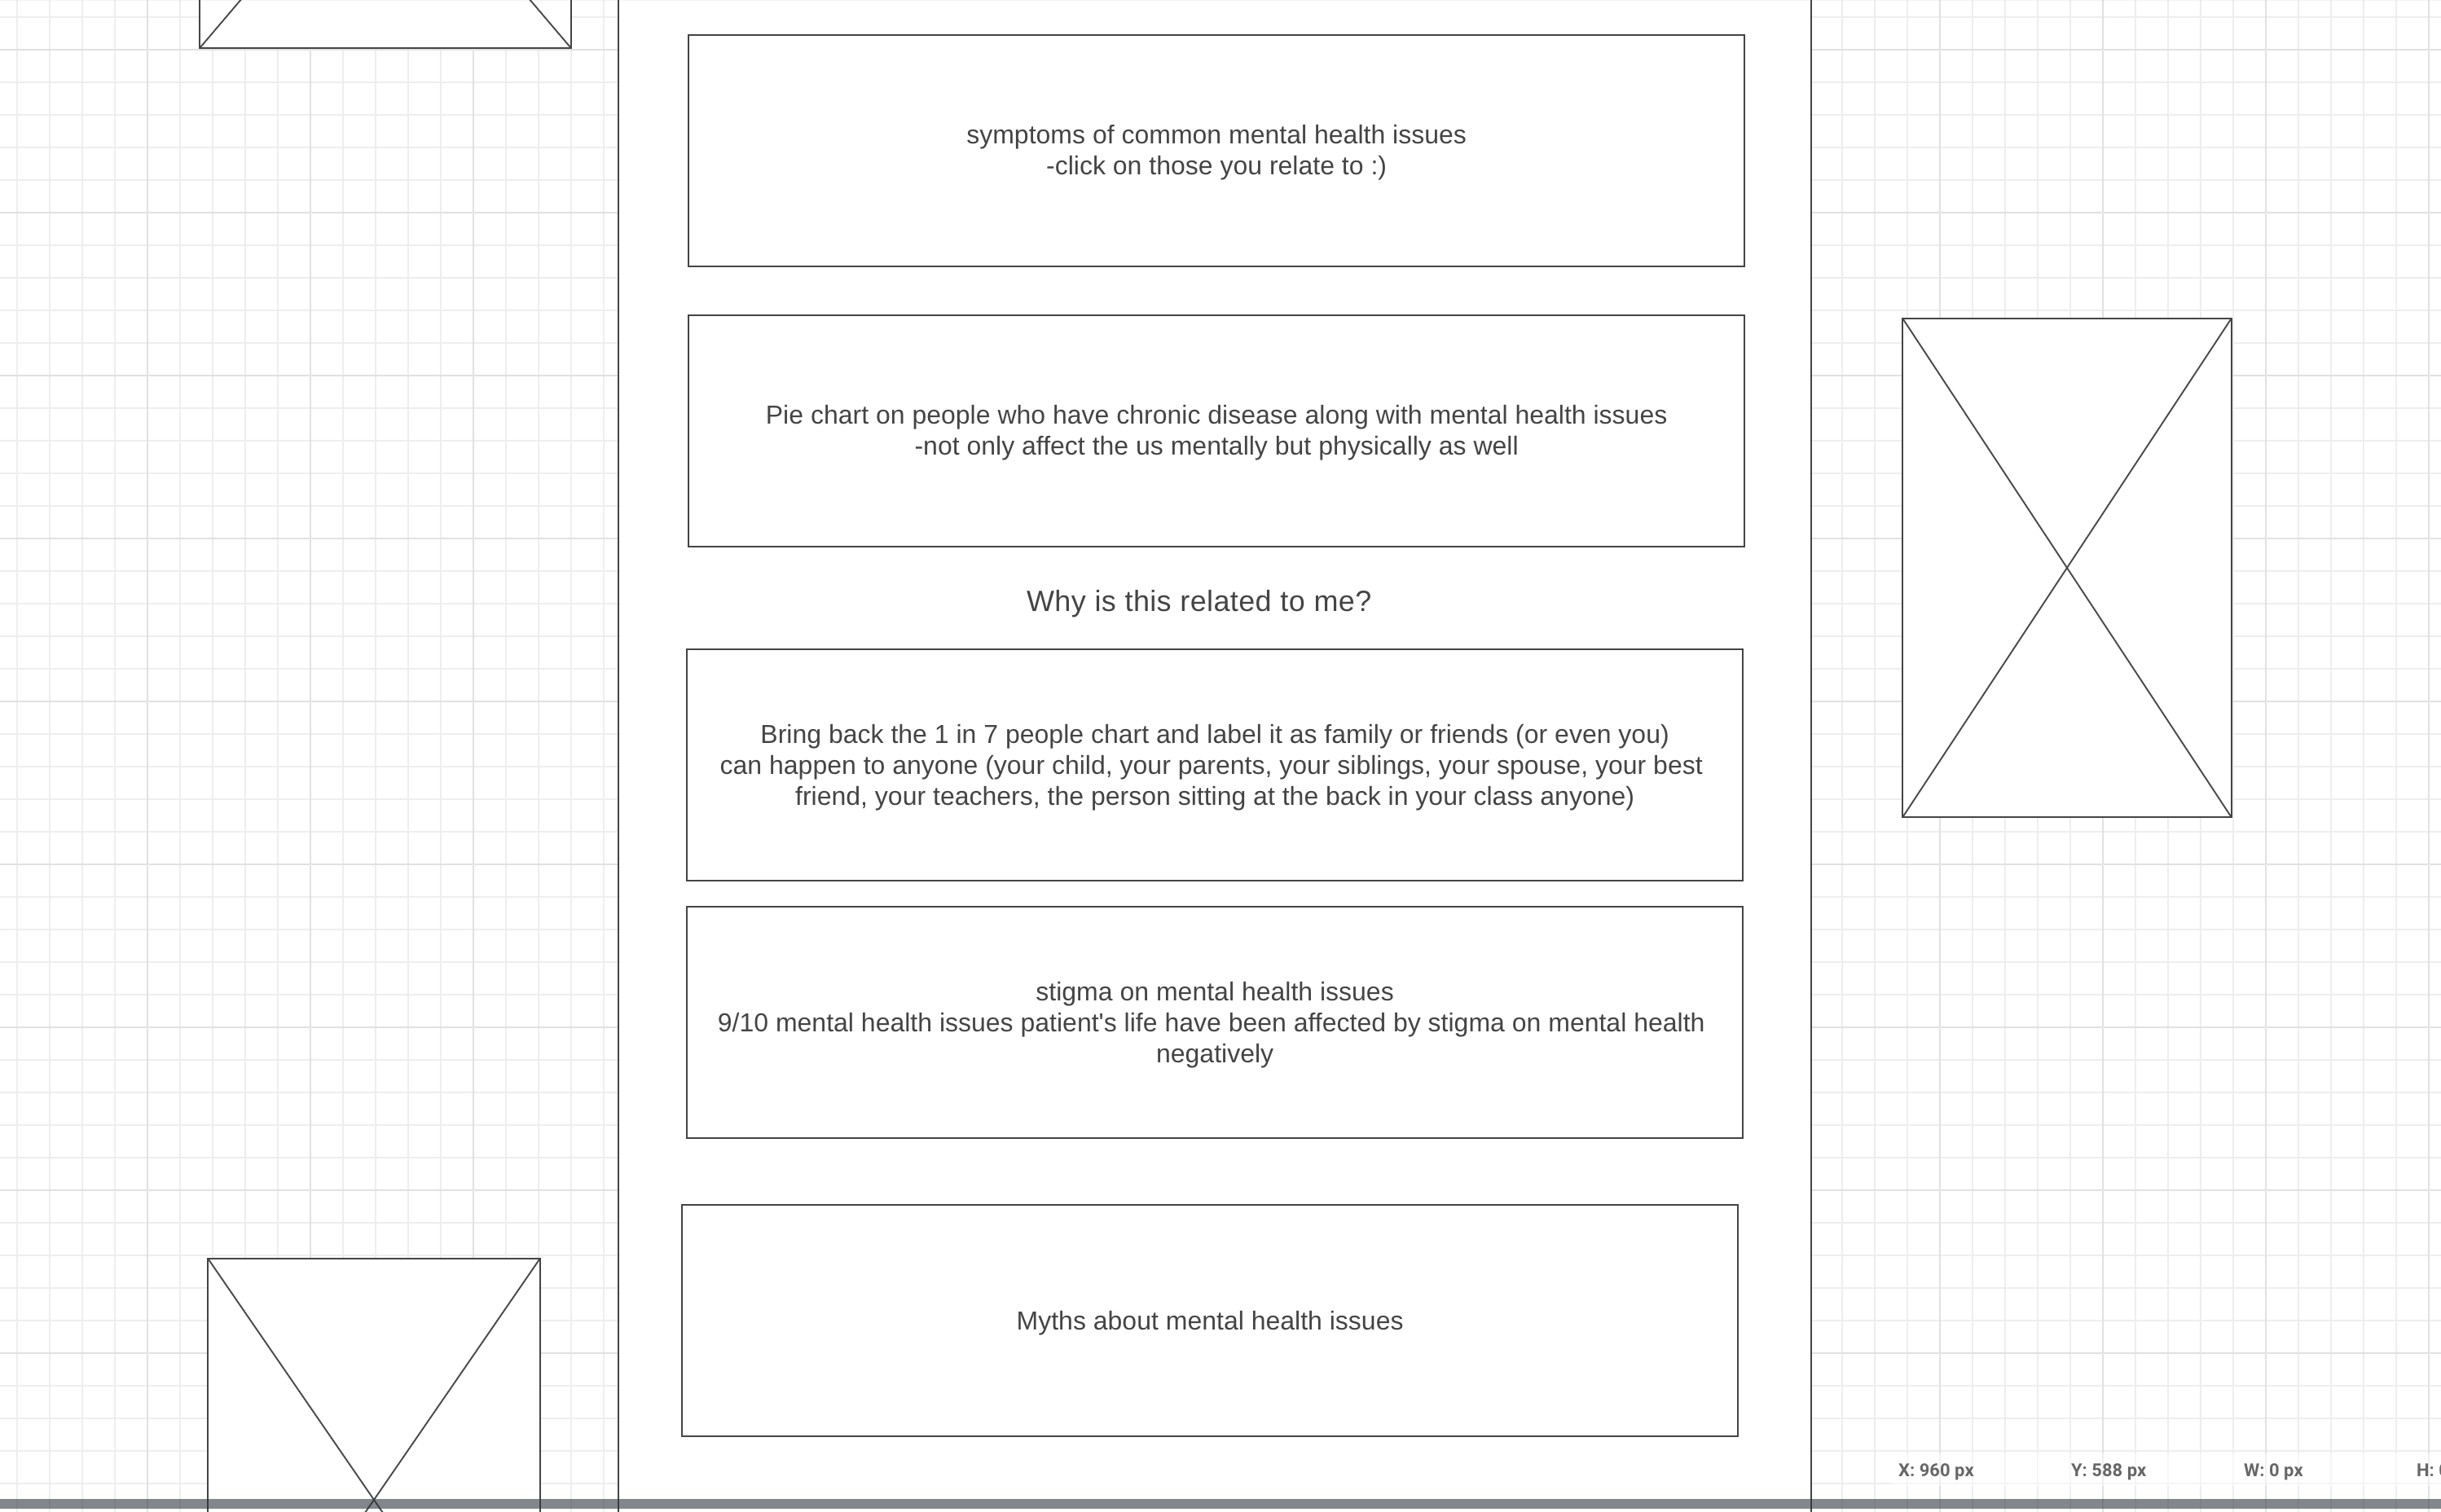 symptoms of common mental health issues
-click on those you relate to :)
Pie chart on people who have chronic disease along with mental health issues
-not only affect the us mentally but physically as well
Why is this related to me?
Bring back the 1 in 7 people chart and label it as family or friends (or even you)
can happen to anyone (your child, your parents, your siblings, your spouse, your best
friend, your teachers, the person sitting at the back in your class anyone)
stigma on mental health issues
9/10 mental health issues patient's life have been affected by stigma on mental health
negatively
Myths about mental health issues
X: 960 px Y: 588 px W: 0 px H: